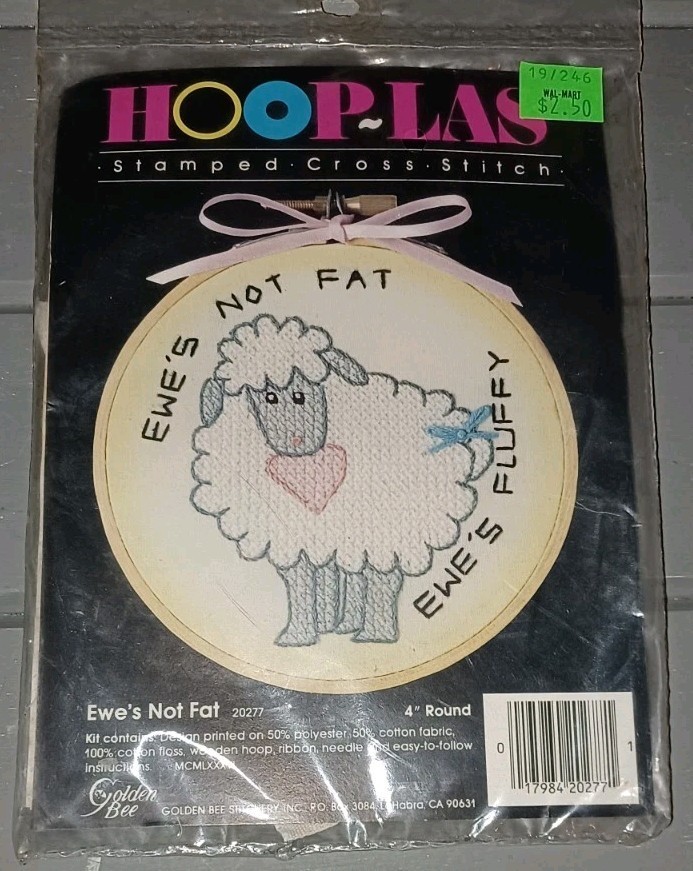 19/246
WAL-MART
$2.50
HOOP~LAS
·Stamped·Cross·Stitch·
EWE'S NOT FAT
EWE'S FLUFFY
Ewe's Not Fat 20277
4" Round
Kit contains: Design printed on 50% polyester, 50% cotton fabric,
100% cotton floss, wooden hoop, ribbon, needle and easy-to-follow
instructions.
Golden
Bee
GOLDEN BEE STITCHERY, INC. P.O. Box 3084, La Habra, CA 90631
0 17984 20277 1